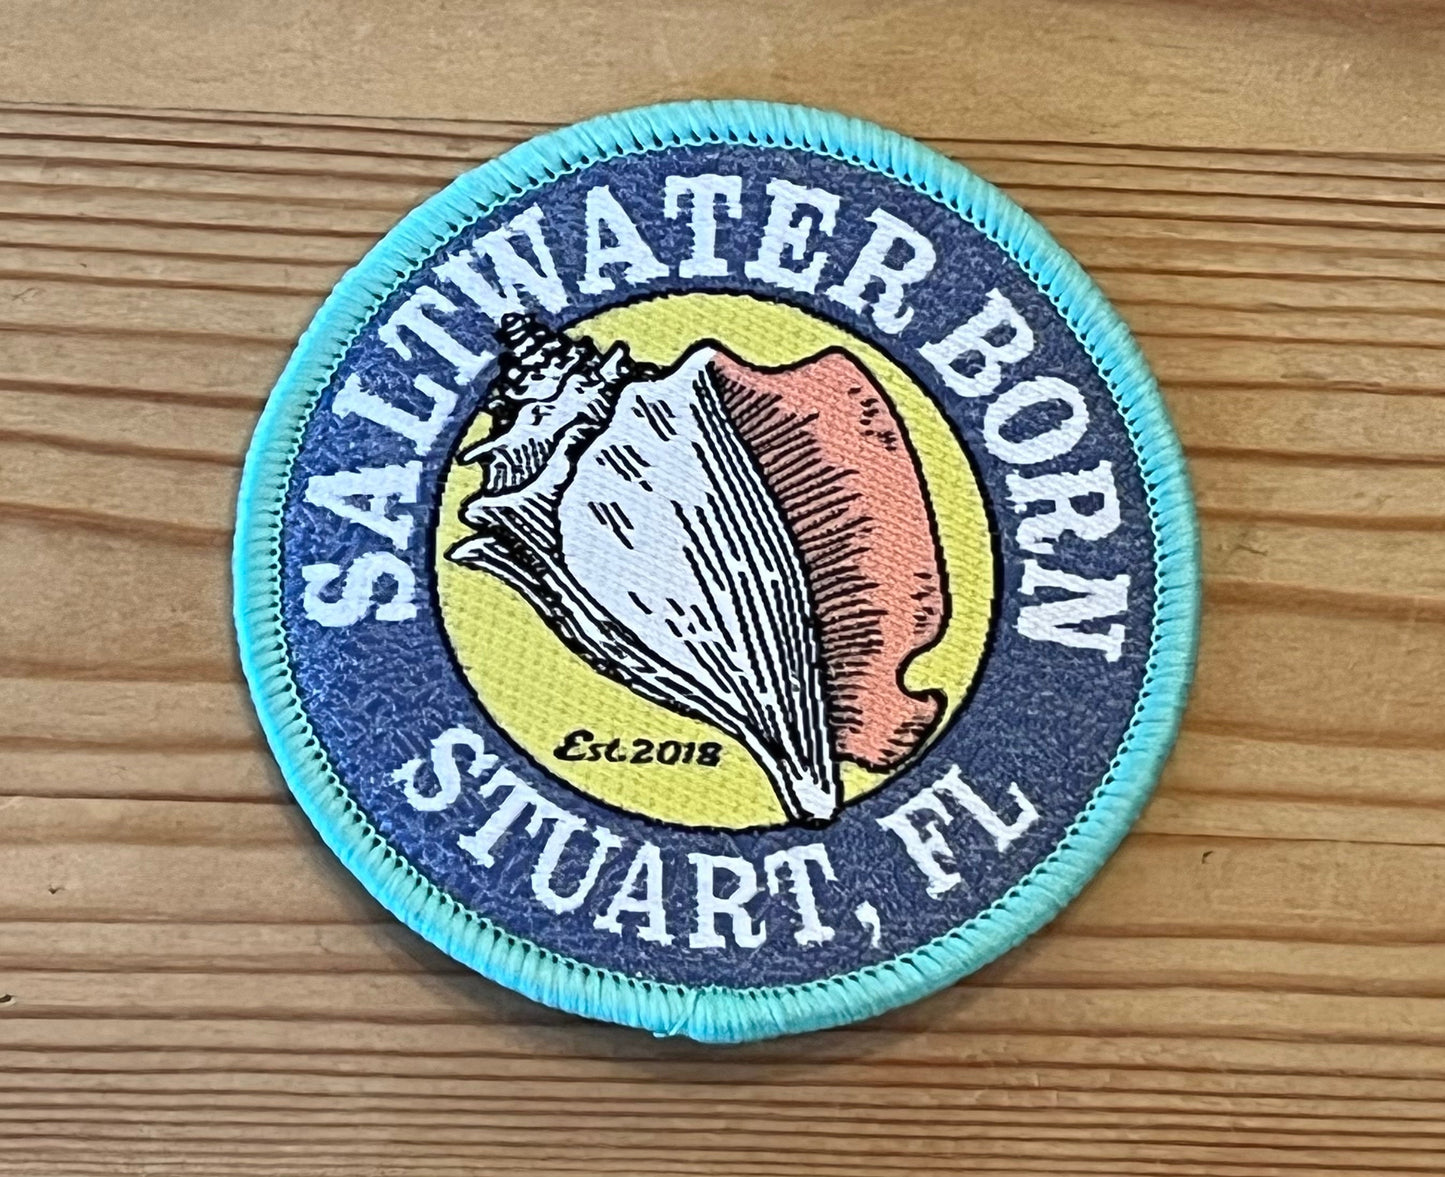 SALTWATER BORN
Est. 2018
STUART, FL